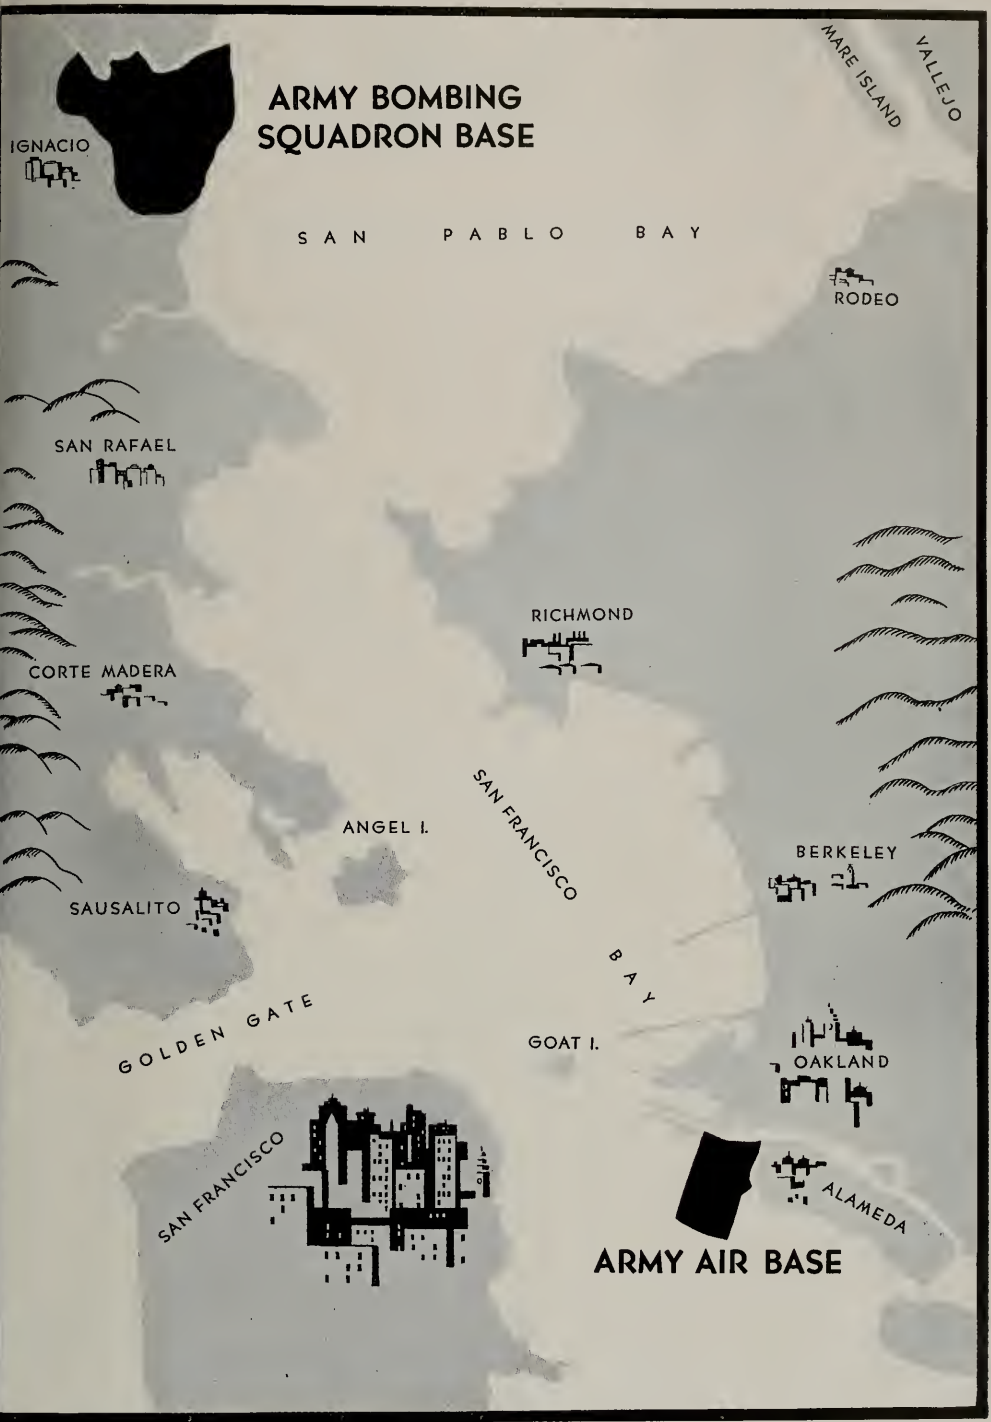 MARE ISLAND
VALLEJO
ARMY BOMBING
SQUADRON BASE
IGNACIO
SAN PABLO BAY
RODEO
SAN RAFAEL
RICHMOND
CORTE MADERA
SAN FRANCISCO BAY
ANGEL I.
BERKELEY
SAUSALITO
GOLDEN GATE
GOAT I.
OAKLAND
SAN FRANCISCO
ALAMEDA
ARMY AIR BASE